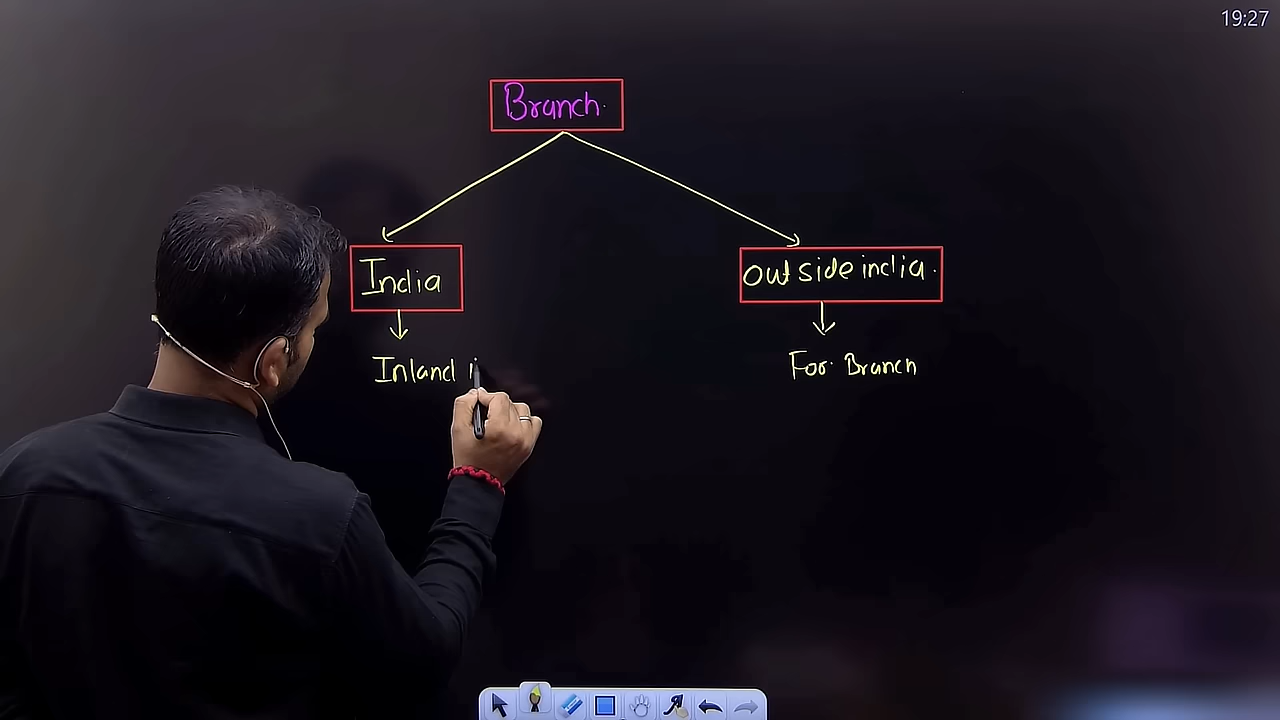 19:27
Branch.
India
outside india.
Inland
For Branch